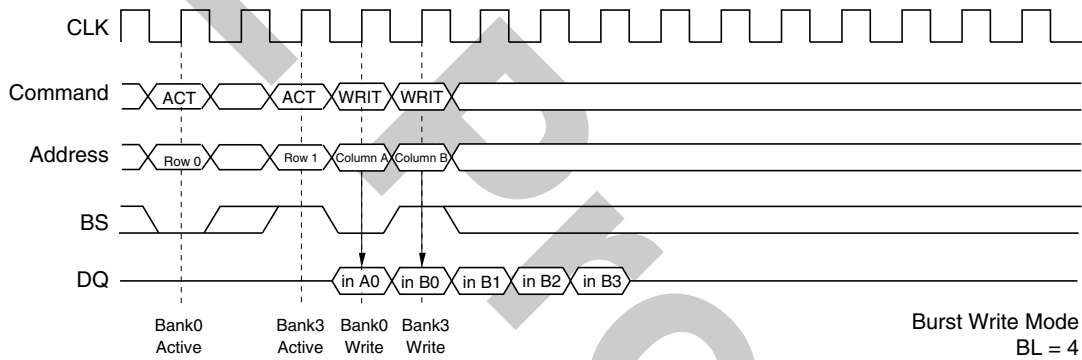 CLK
Command ACT ACT WRIT WRIT
Address Row 0 Row 1 Column A Column B
BS
DQ in A0 in B0 in B1 in B2 in B3
Bank0 Bank3 Bank0 Bank3
Active Active Write Write
Burst Write Mode
BL = 4